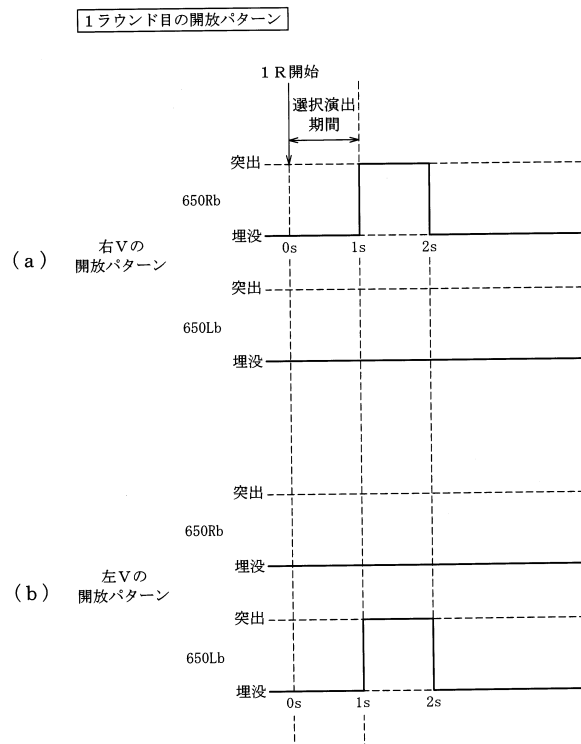 １ラウンド目の開放パターン
１Ｒ開始
選択演出
期間
突出
650Rb
埋没
0s 1s 2s
(a) 右Ｖの
開放パターン
突出
650Lb
埋没
突出
650Rb
埋没
(b) 左Ｖの
開放パターン
突出
650Lb
埋没
0s 1s 2s